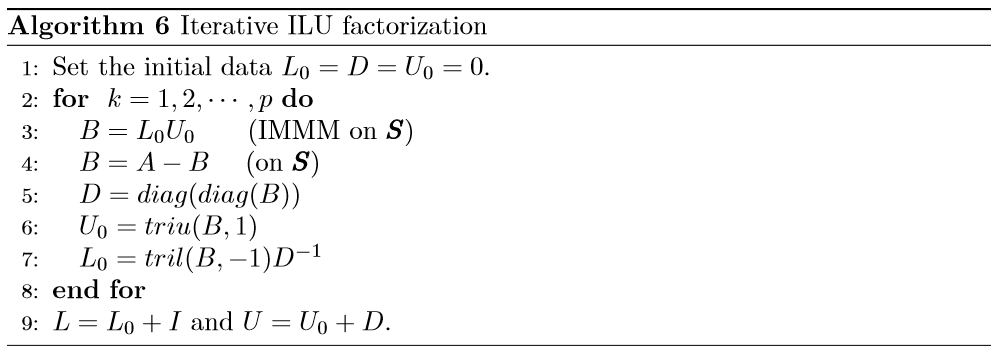 Algorithm 6 Iterative ILU factorization
1: Set the initial data $L_0 = D = U_0 = 0$.
2: for $k = 1, 2, \cdots, p$ do
3: $B = L_0U_0$ (IMMM on $\boldsymbol{S}$)
4: $B = A - B$ (on $\boldsymbol{S}$)
5: $D = diag(diag(B))$
6: $U_0 = triu(B, 1)$
7: $L_0 = tril(B, -1)D^{-1}$
8: end for
9: $L = L_0 + I$ and $U = U_0 + D$.